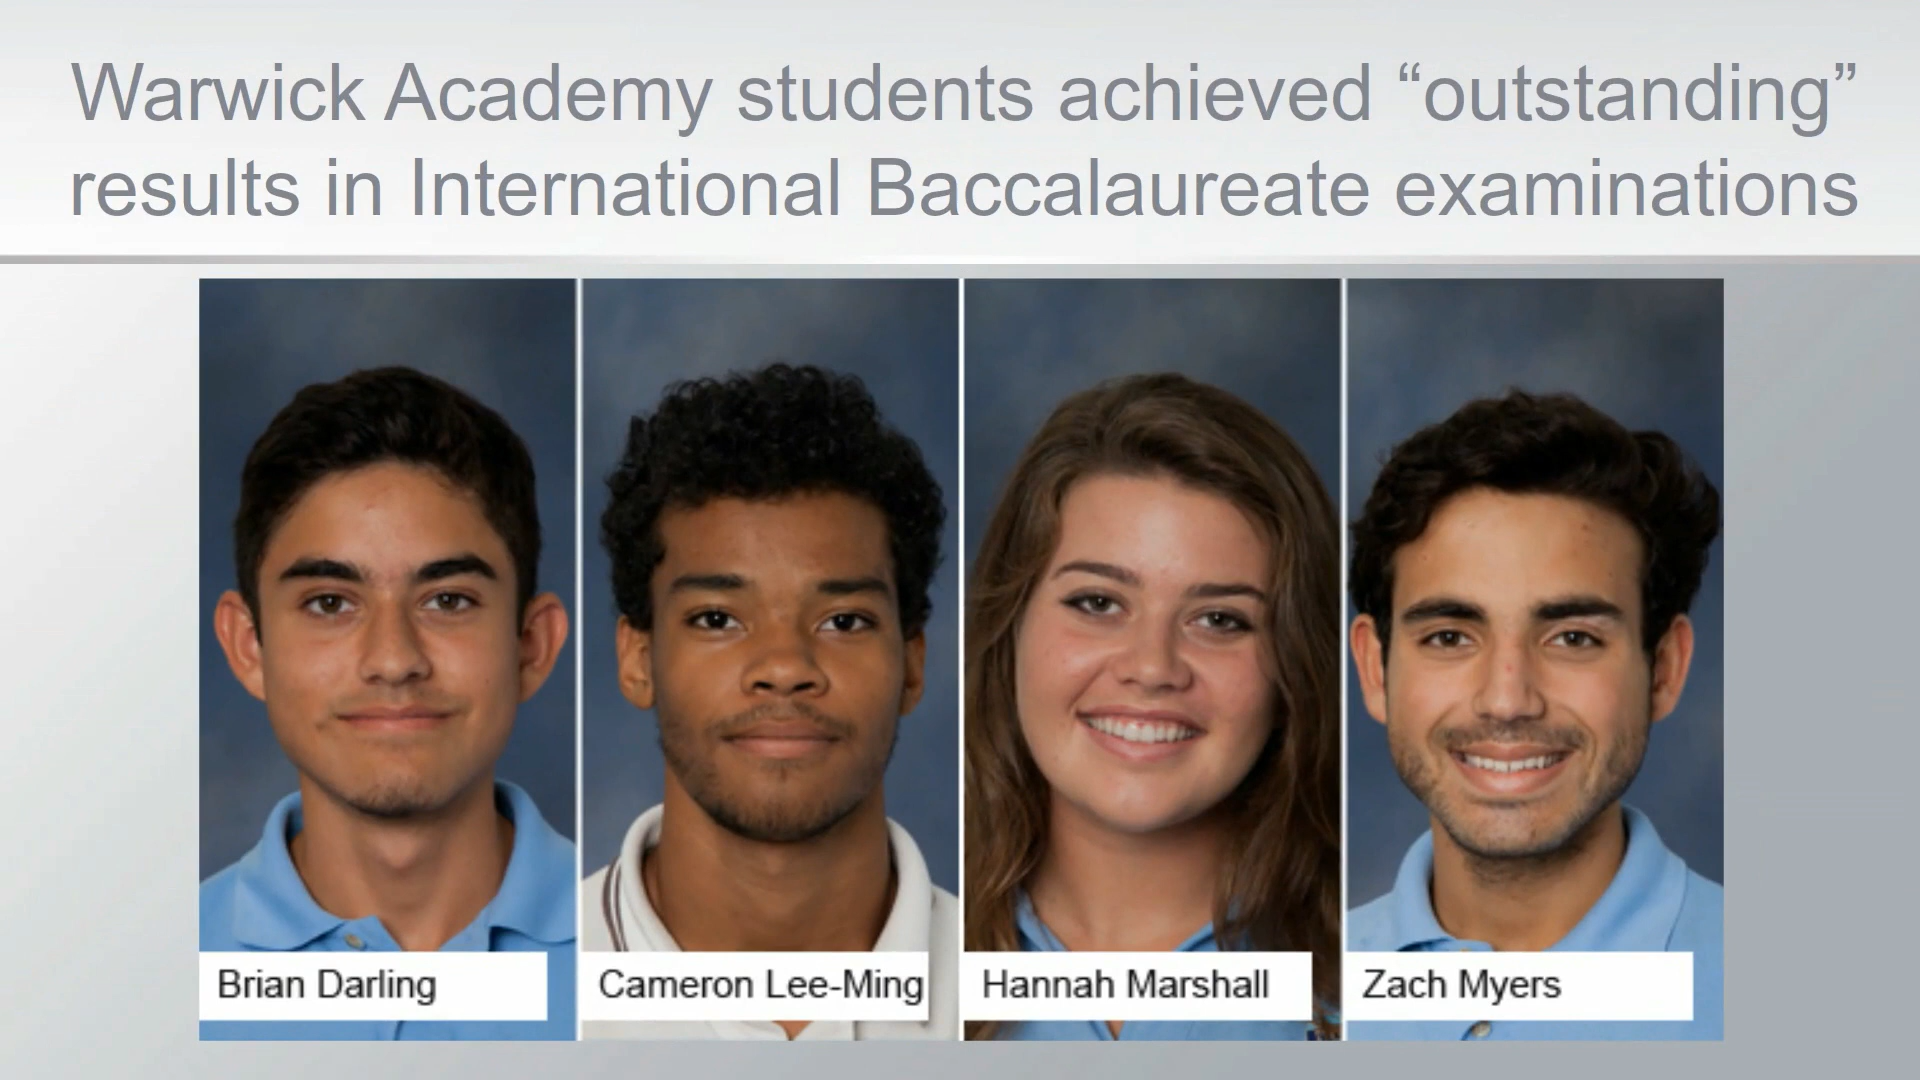 Warwick Academy students achieved “outstanding”
results in International Baccalaureate examinations
Brian Darling
Cameron Lee-Ming
Hannah Marshall
Zach Myers